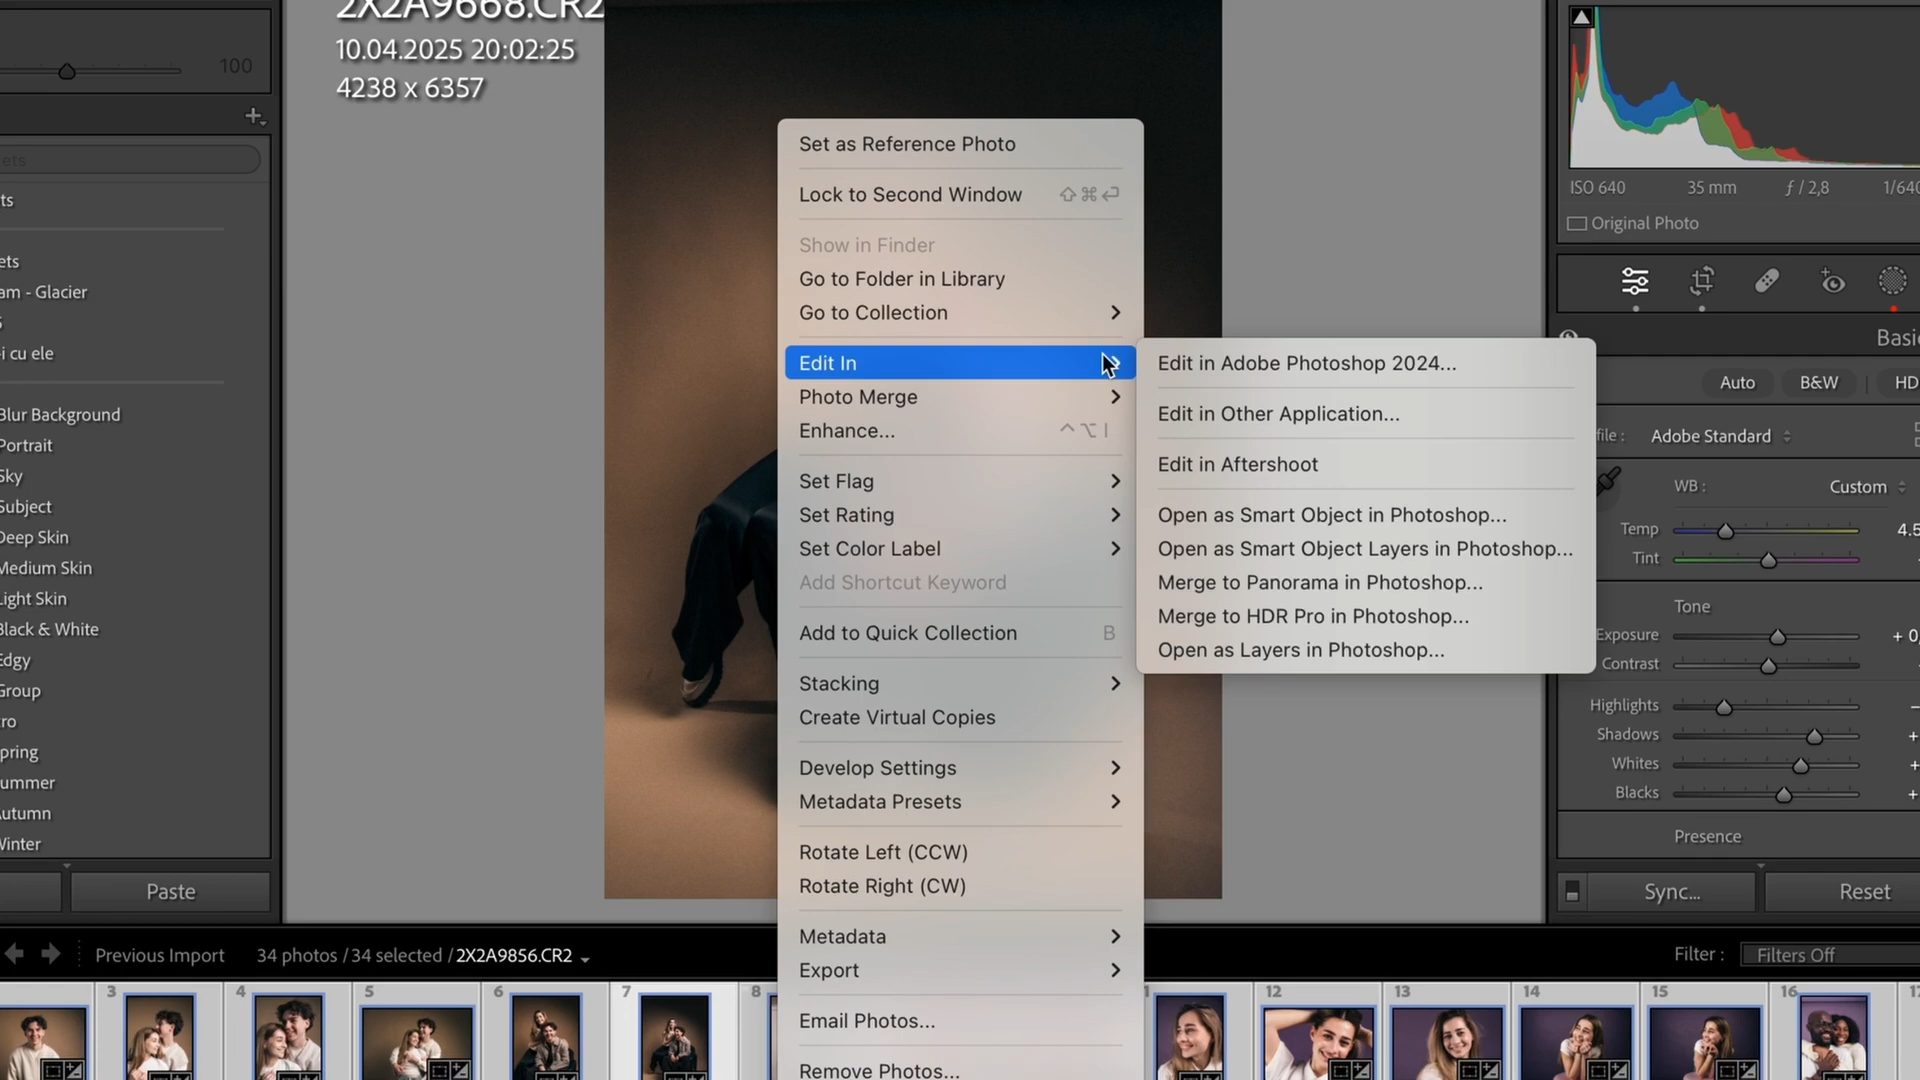 2X2A9668.CR2
10.04.2025 20:02:25
4238 x 6357
100
ets
ts
ets
am - Glacier
i cu ele
Blur Background
Portrait
Sky
Subject
Deep Skin
Medium Skin
Light Skin
Black & White
Edgy
Group
ro
pring
ummer
Autumn
Winter
Paste
Set as Reference Photo
Lock to Second Window ⇧⌘↩
Show in Finder
Go to Folder in Library
Go to Collection
Edit In
Photo Merge
Enhance... ^⌥I
Set Flag
Set Rating
Set Color Label
Add Shortcut Keyword
Add to Quick Collection B
Stacking
Create Virtual Copies
Develop Settings
Metadata Presets
Rotate Left (CCW)
Rotate Right (CW)
Metadata
Export
Email Photos...
Remove Photos...
Edit in Adobe Photoshop 2024...
Edit in Other Application...
Edit in Aftershoot
Open as Smart Object in Photoshop...
Open as Smart Object Layers in Photoshop...
Merge to Panorama in Photoshop...
Merge to HDR Pro in Photoshop...
Open as Layers in Photoshop...
ISO 640 35 mm ƒ / 2,8 1/640
Original Photo
Basic
Auto B&W HD
file : Adobe Standard
WB : Custom
Temp 4.5
Tint
Tone
Exposure + 0
Contrast
Highlights –
Shadows +
Whites +
Blacks +
Presence
Sync... Reset
Previous Import 34 photos / 34 selected / 2X2A9856.CR2
Filter : Filters Off
3 4 5 6 7 8 1 12 13 14 15 16 17